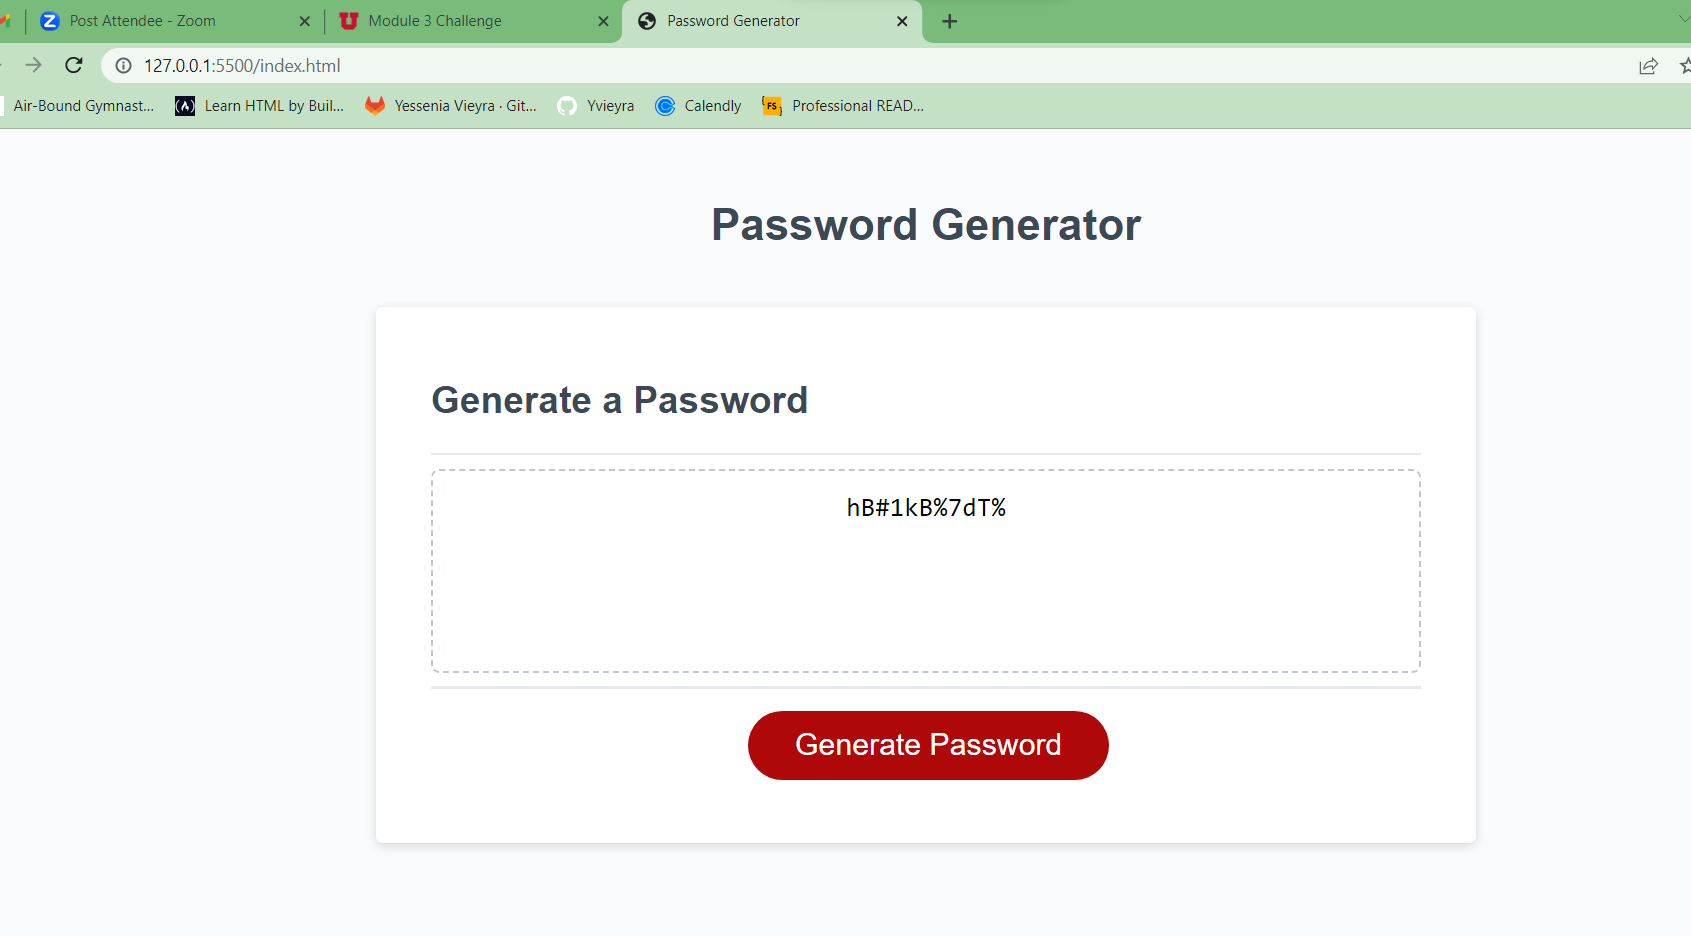 Post Attendee - Zoom
Module 3 Challenge
Password Generator
127.0.0.1:5500/index.html
Air-Bound Gymnast...
Learn HTML by Buil...
Yessenia Vieyra · Git...
Yvieyra
Calendly
FS
Professional READ...
Password Generator
Generate a Password
hB#1kB%7dT%
Generate Password